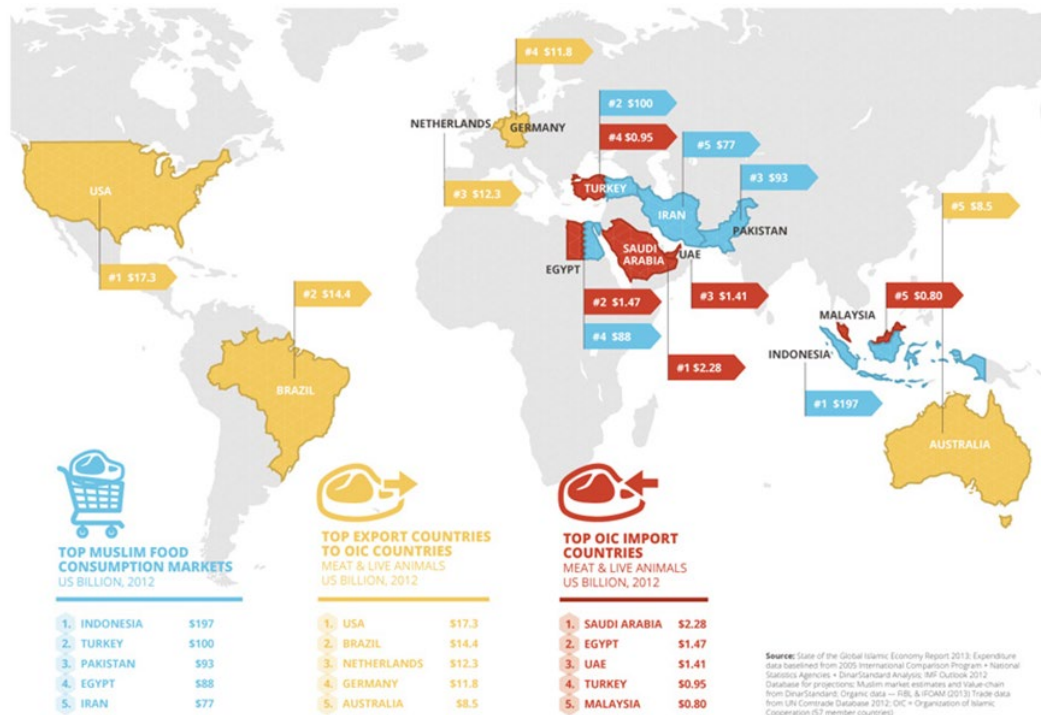 #4 $11.8
NETHERLANDS
GERMANY
#2 $100
#4 $0.95
#5 $77
#3 $93
USA
#3 $12.3
TURKEY
IRAN
PAKISTAN
#5 $8.5
SAUDI
ARABIA
UAE
EGYPT
#1 $17.3
#2 $14.4
#2 $1.47
#3 $1.41
#5 $0.80
MALAYSIA
#4 $88
INDONESIA
#1 $2.28
BRAZIL
#1 $197
AUSTRALIA
TOP MUSLIM FOOD
CONSUMPTION MARKETS
US BILLION, 2012
1. INDONESIA $197
2. TURKEY $100
3. PAKISTAN $93
4. EGYPT $88
5. IRAN $77
TOP EXPORT COUNTRIES
TO OIC COUNTRIES
MEAT & LIVE ANIMALS
US BILLION, 2012
1. USA $17.3
2. BRAZIL $14.4
3. NETHERLANDS $12.3
4. GERMANY $11.8
5. AUSTRALIA $8.5
TOP OIC IMPORT
COUNTRIES
MEAT & LIVE ANIMALS
US BILLION, 2012
1. SAUDI ARABIA $2.28
2. EGYPT $1.47
3. UAE $1.41
4. TURKEY $0.95
5. MALAYSIA $0.80
Source: State of the Global Islamic Economy Report 2013; Expenditure
data baselined from 2005 International Comparison Program + National
Statistics Agencies + DinarStandard Analysis; IMF Outlook 2012
Database for projections; Muslim market estimates and Value-chain
from DinarStandard; Organic data — FiBL & IFOAM (2013) Trade data
from UN Comtrade Database 2012; OIC = Organization of Islamic
Cooperation (57 member countries).